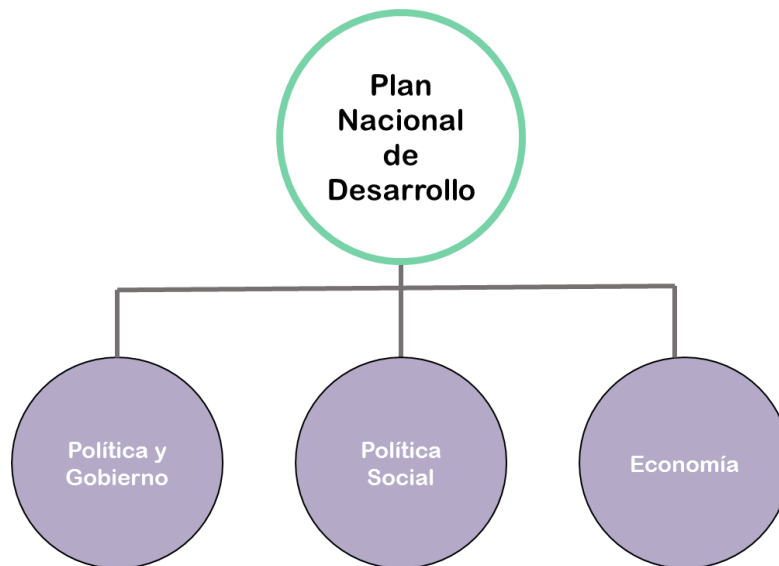 Plan
Nacional
de
Desarrollo
Política y
Gobierno
Política
Social
Economía